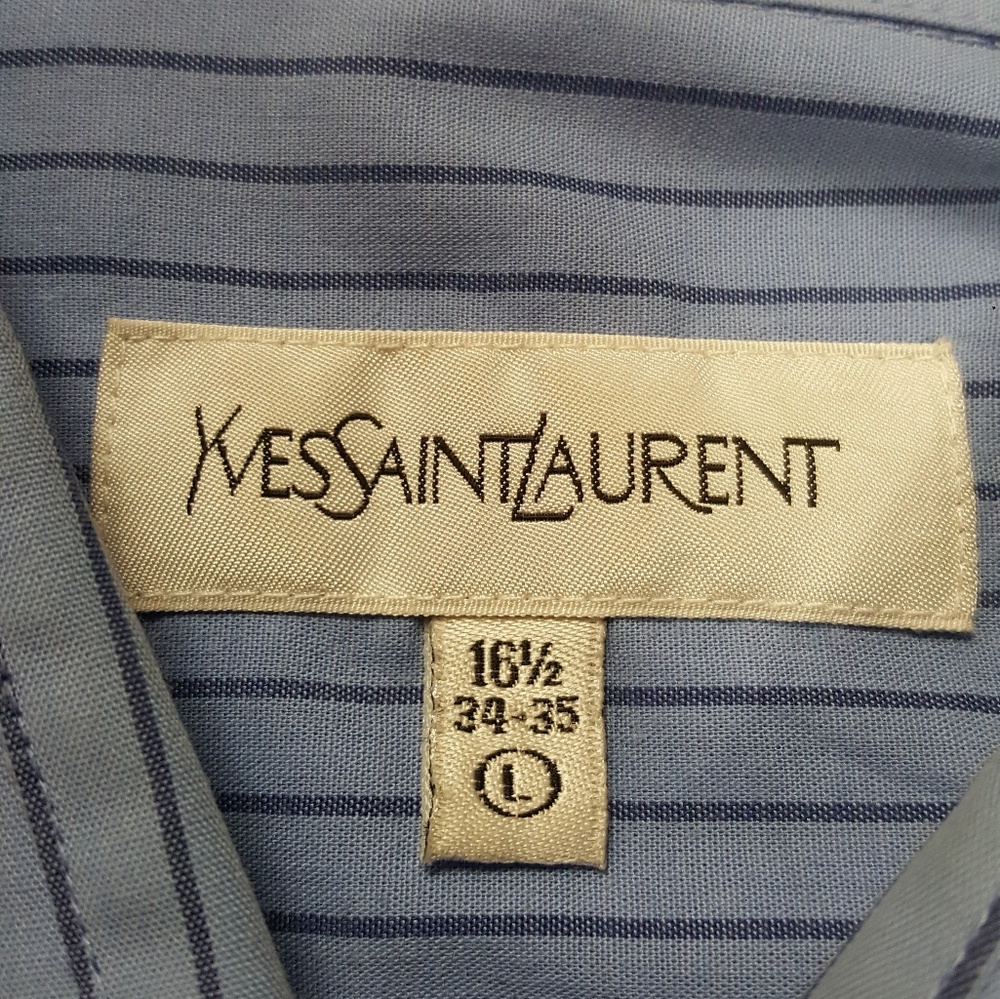 YVESSAINTLAURENT
16½
34-35
L